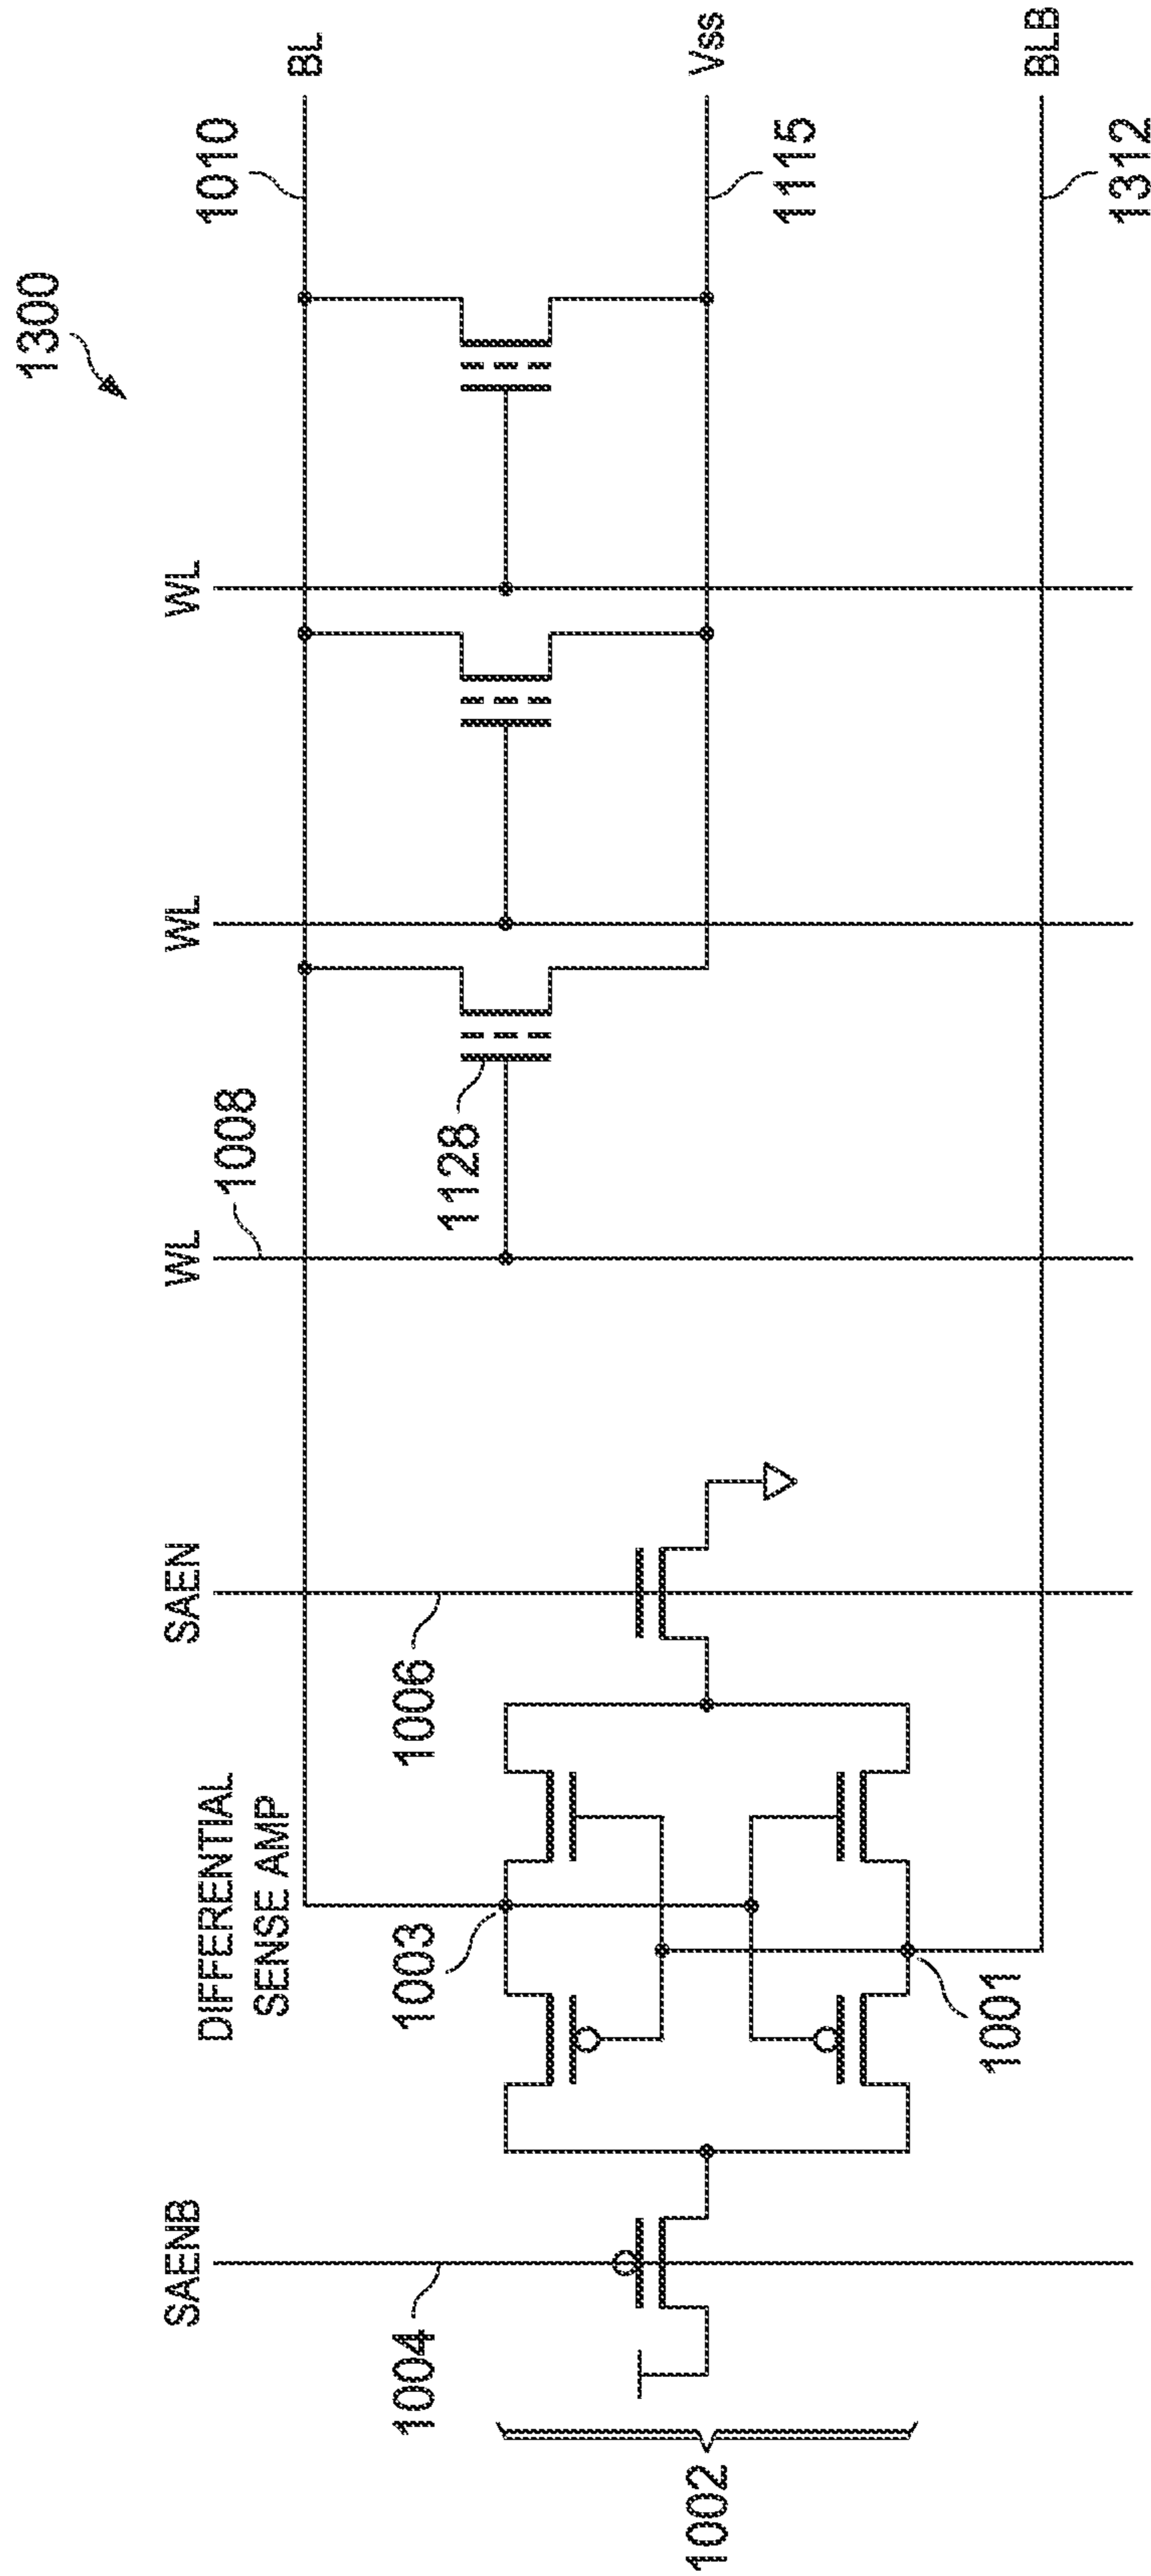 1300
SAENB
DIFFERENTIAL
SENSE AMP
SAEN
WL
1008
WL
WL
1010
BL
1004
1003
1006
1128
1002
Vss
1115
1001
BLB
1312